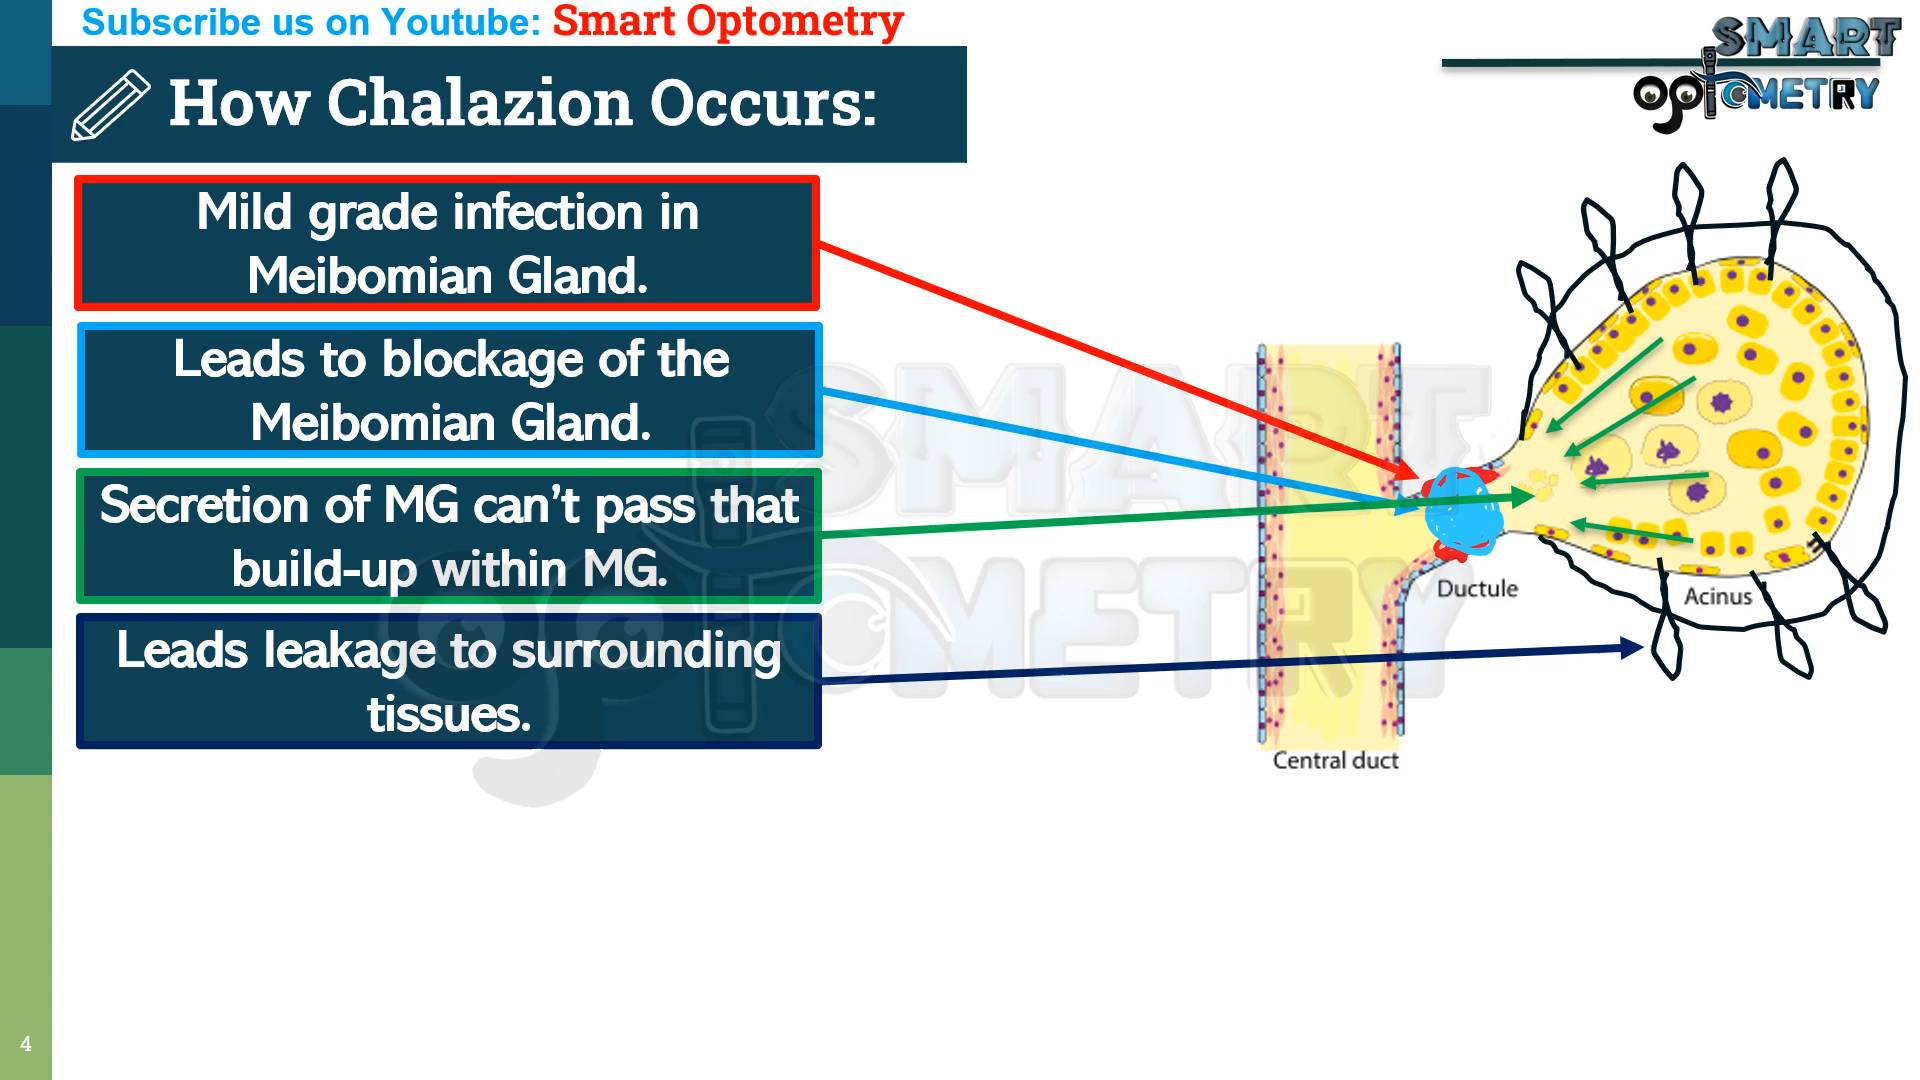 Subscribe us on Youtube: Smart Optometry
SMART
OPTOMETRY
How Chalazion Occurs:
Mild grade infection in
Meibomian Gland.
Leads to blockage of the
Meibomian Gland.
Secretion of MG can’t pass that
build-up within MG.
Leads leakage to surrounding
tissues.
Ductule
Acinus
Central duct
SMART
OPTOMETRY
4